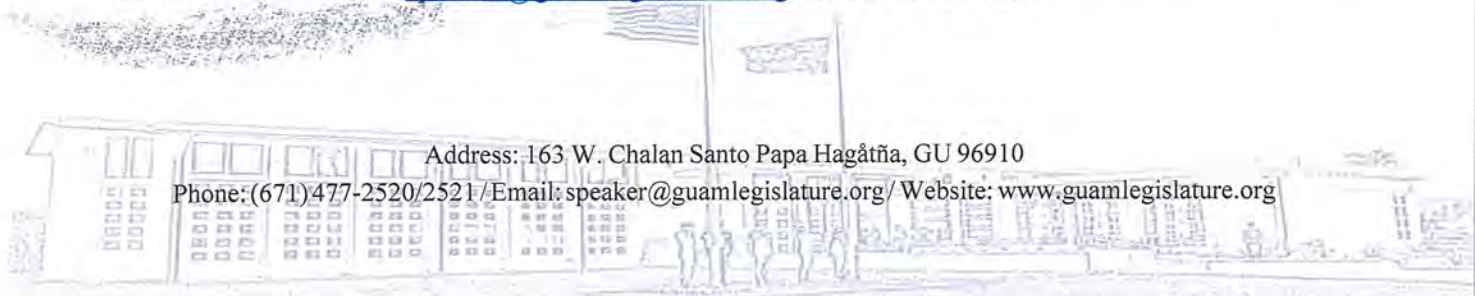 Address: 163 W. Chalan Santo Papa Hagåtña, GU 96910
Phone: (671) 477-2520/2521 / Email: speaker@guamlegislature.org / Website: www.guamlegislature.org